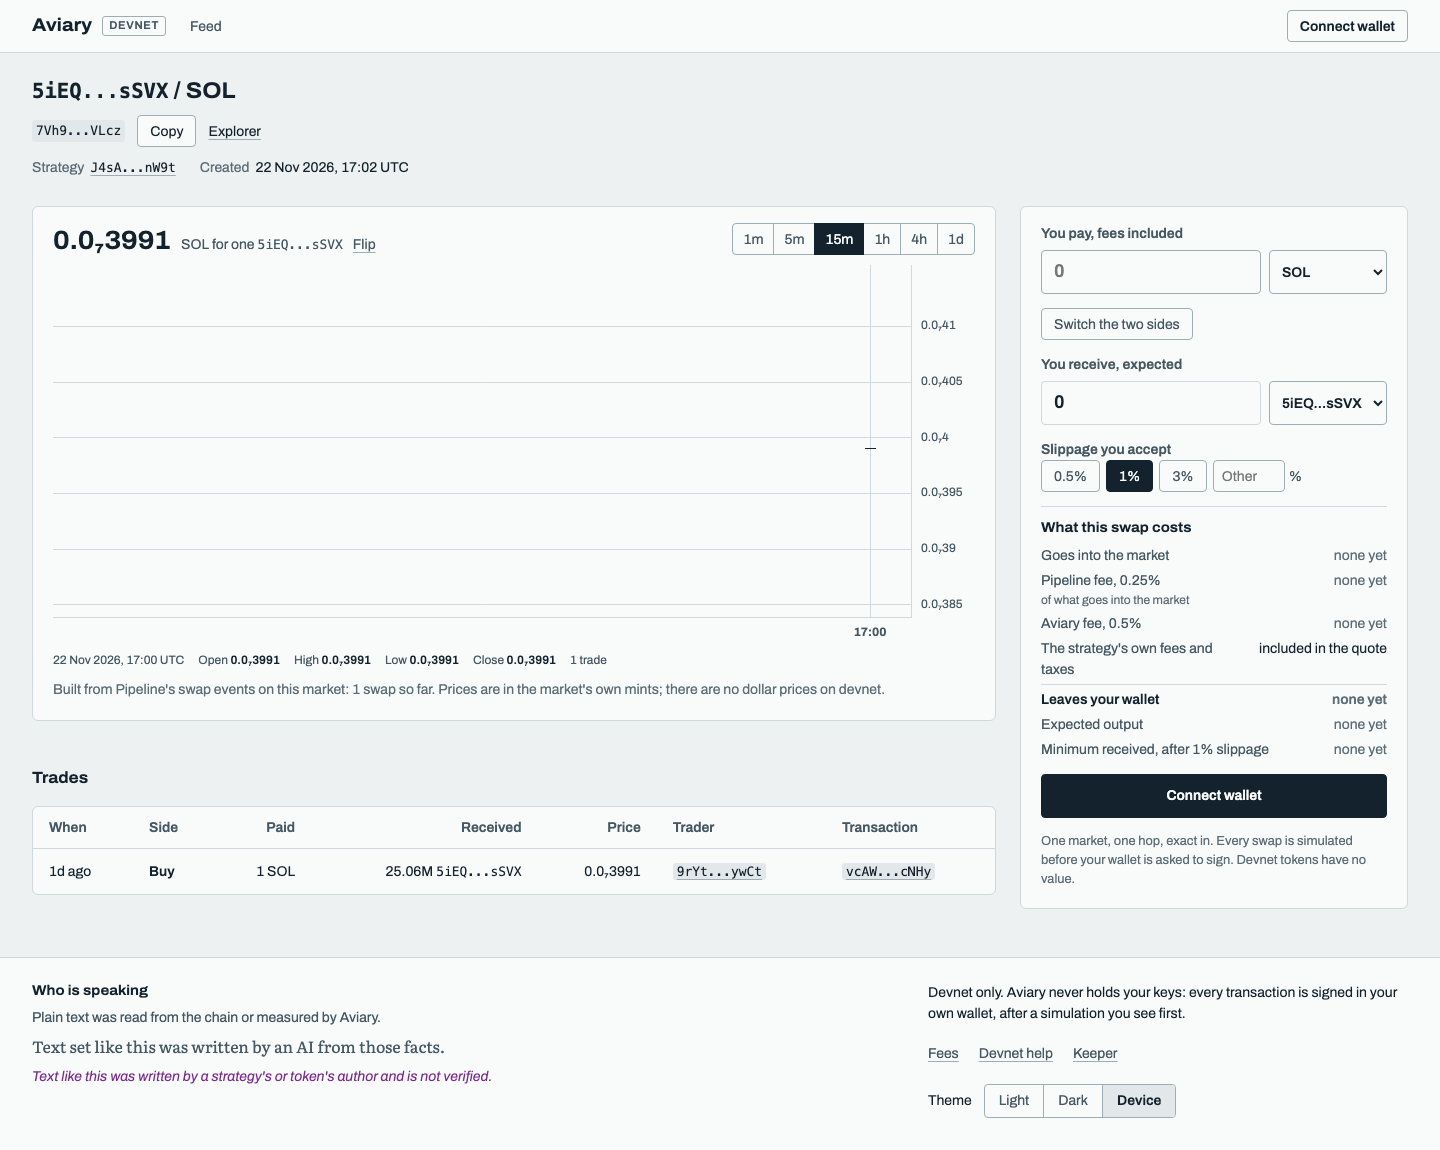 Aviary DEVNET Feed Connect wallet
5iEQ...sSVX / SOL
7Vh9...VLcz Copy Explorer
Strategy J4sA...nW9t Created 22 Nov 2026, 17:02 UTC
0.0₇3991 SOL for one 5iEQ...sSVX Flip
1m 5m 15m 1h 4h 1d
0.0₇41
0.0₇405
0.0₇4
0.0₇395
0.0₇39
0.0₇385
17:00
22 Nov 2026, 17:00 UTC Open 0.0₇3991 High 0.0₇3991 Low 0.0₇3991 Close 0.0₇3991 1 trade
Built from Pipeline's swap events on this market: 1 swap so far. Prices are in the market's own mints; there are no dollar prices on devnet.
Trades
When Side Paid Received Price Trader Transaction
1d ago Buy 1 SOL 25.06M 5iEQ...sSVX 0.0₇3991 9rYt...ywCt vcAW...cNHy
You pay, fees included
0 SOL
Switch the two sides
You receive, expected
0 5iEQ...sSVX
Slippage you accept
0.5% 1% 3% Other %
What this swap costs
Goes into the market none yet
Pipeline fee, 0.25% none yet
of what goes into the market
Aviary fee, 0.5% none yet
The strategy's own fees and included in the quote
taxes
Leaves your wallet none yet
Expected output none yet
Minimum received, after 1% slippage none yet
Connect wallet
One market, one hop, exact in. Every swap is simulated
before your wallet is asked to sign. Devnet tokens have no
value.
Who is speaking
Plain text was read from the chain or measured by Aviary.
Text set like this was written by an AI from those facts.
Text like this was written by a strategy's or token's author and is not verified.
Devnet only. Aviary never holds your keys: every transaction is signed in your
own wallet, after a simulation you see first.
Fees Devnet help Keeper
Theme Light Dark Device